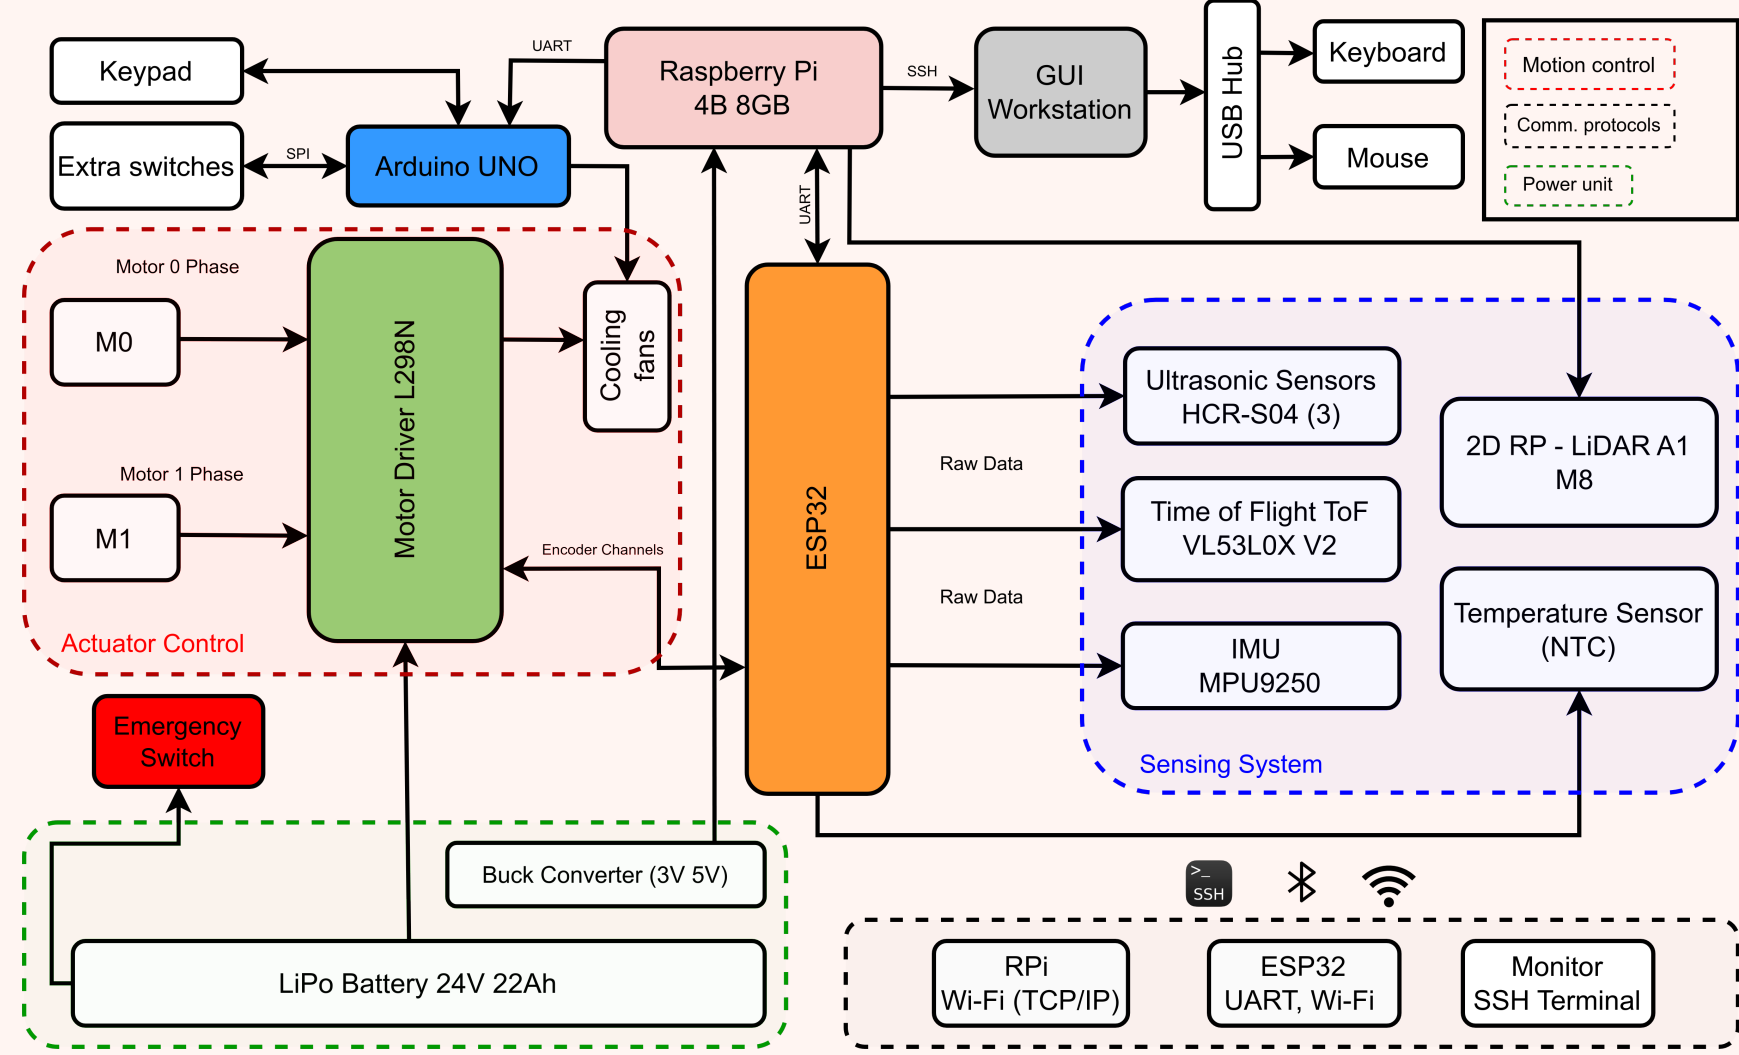 Keypad
UART
Raspberry Pi
4B 8GB
SSH
GUI
Workstation
USB Hub
Keyboard
Mouse
Motion control
Comm. protocols
Power unit
Extra switches
SPI
Arduino UNO
UART
Motor 0 Phase
M0
Motor 1 Phase
M1
Motor Driver L298N
Cooling
fans
Encoder Channels
Actuator Control
ESP32
Raw Data
Raw Data
Ultrasonic Sensors
HCR-S04 (3)
Time of Flight ToF
VL53L0X V2
IMU
MPU9250
2D RP - LiDAR A1
M8
Temperature Sensor
(NTC)
Sensing System
Emergency
Switch
Buck Converter (3V 5V)
LiPo Battery 24V 22Ah
>_
SSH
RPi
Wi-Fi (TCP/IP)
ESP32
UART, Wi-Fi
Monitor
SSH Terminal